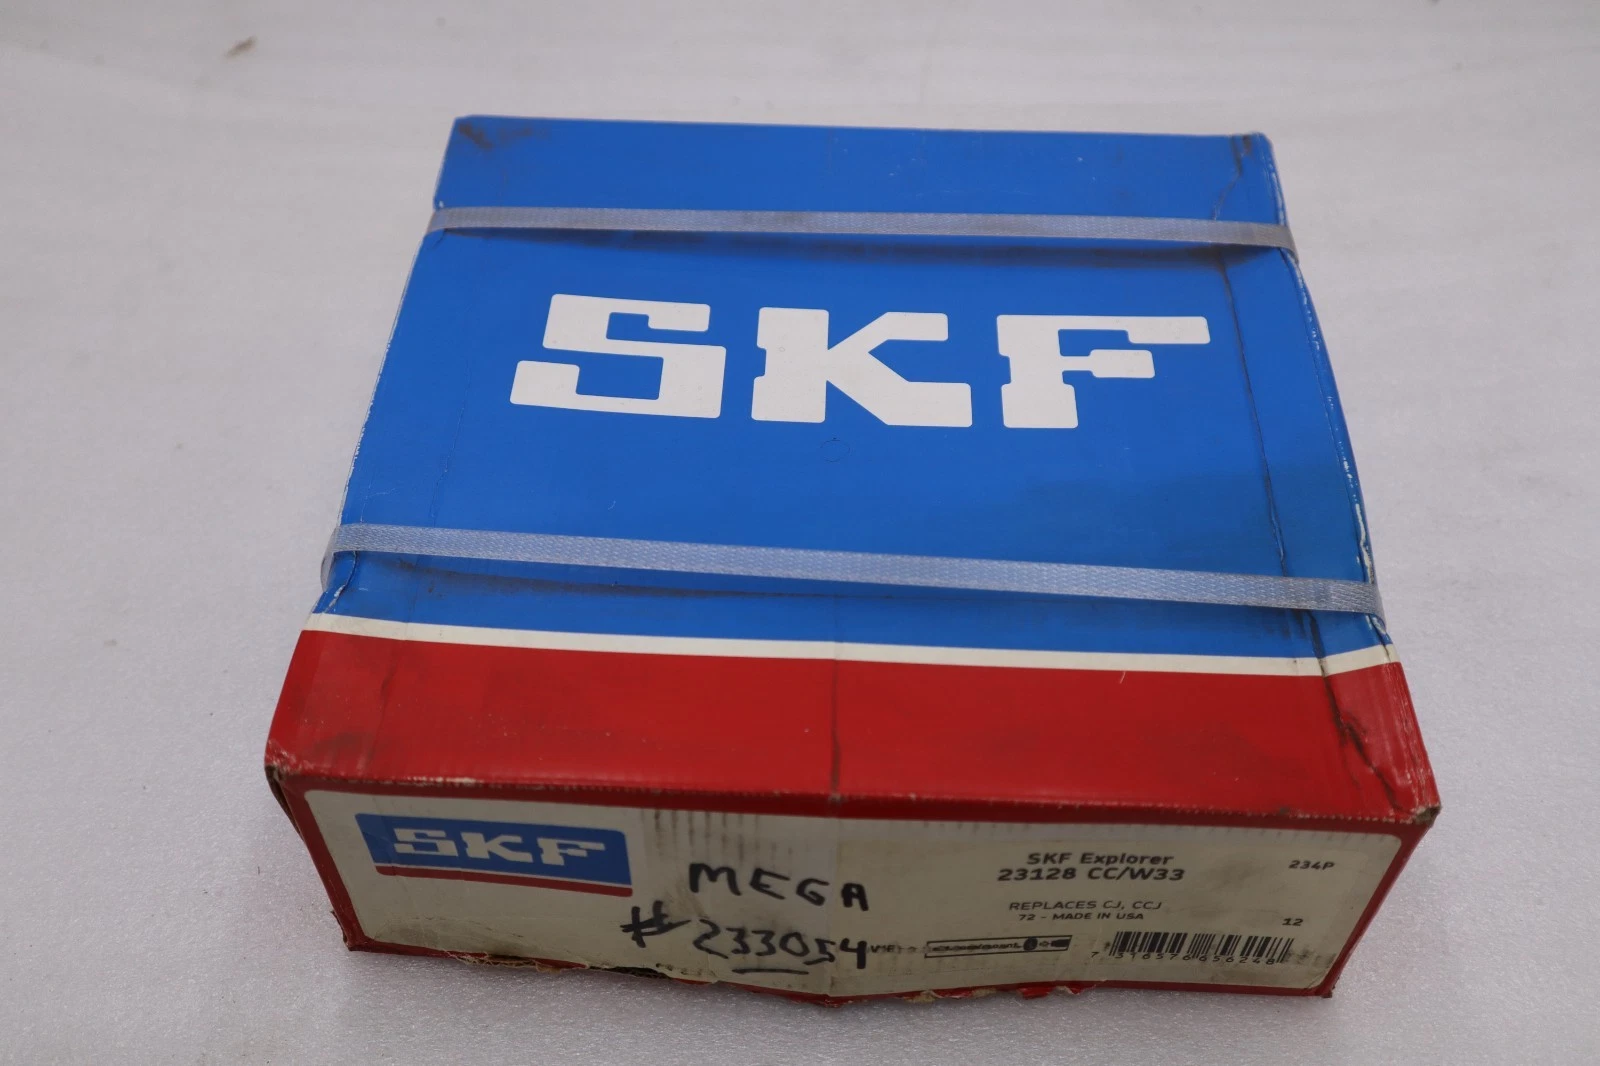 SKF
SKF
MEGA
#233054
SKF Explorer
23128 CC/W33
234P
REPLACES CJ, CCJ
72 - MADE IN USA
12